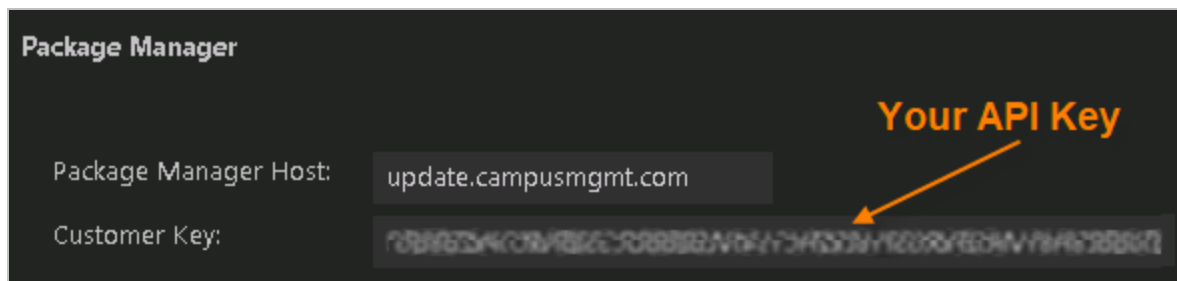 Package Manager
Your API Key
Package Manager Host: update.campusmgmt.com
Customer Key: